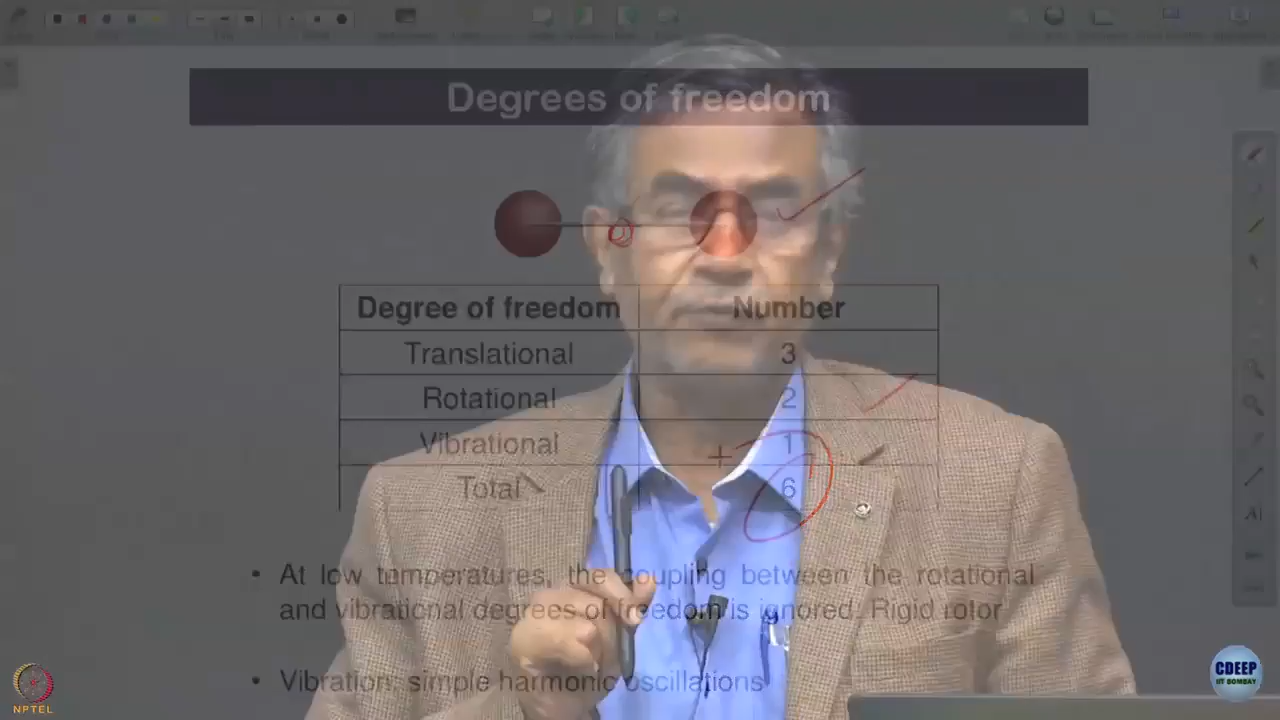 Degrees of freedom
Degree of freedom Number
Translational 3
Rotational 2
Vibrational 1
Total 6
• At low temperatures, the coupling between the rotational
and vibrational degrees of freedom is ignored. Rigid rotor
• Vibration: simple harmonic oscillations
NPTEL
CDEEP
IIT BOMBAY